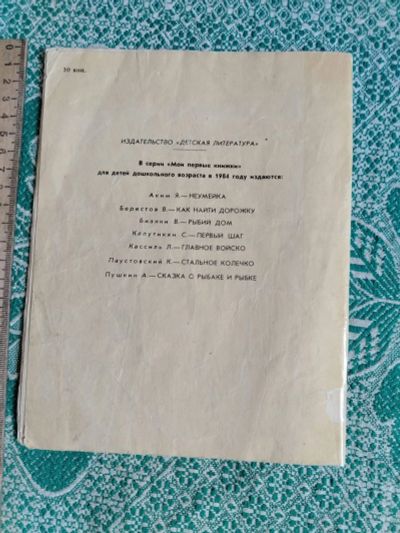 10 коп.
ИЗДАТЕЛЬСТВО «ДЕТСКАЯ ЛИТЕРАТУРА»
В серии «Мои первые книжки»
для детей дошкольного возраста в 1984 году издаются:
Аким Я.—НЕУМЕЙКА
Берестов В.—КАК НАЙТИ ДОРОЖКУ
Бианки В.—РЫБИЙ ДОМ
Капутикян С.—ПЕРВЫЙ ШАГ
Кассиль Л.—ГЛАВНОЕ ВОЙСКО
Паустовский К.—СТАЛЬНОЕ КОЛЕЧКО
Пушкин А.—СКАЗКА О РЫБАКЕ И РЫБКЕ